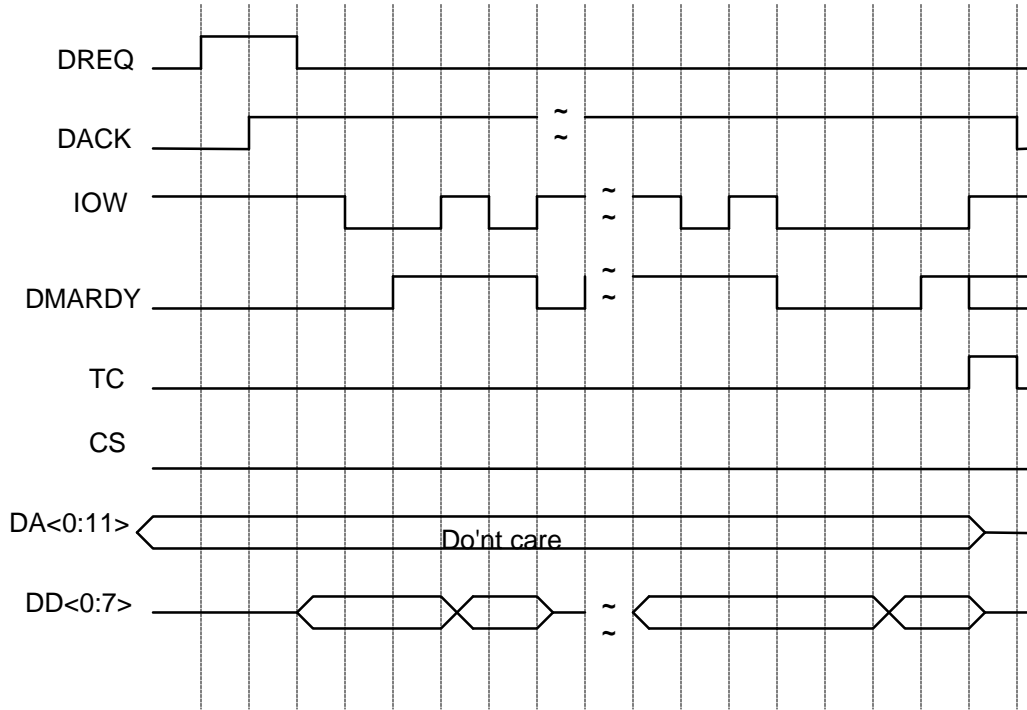 DREQ
~
DACK
~
IOW
~
~
~
DMARDY
~
TC
CS
DA<0:11>
Do'nt care
DD<0:7>
~
~